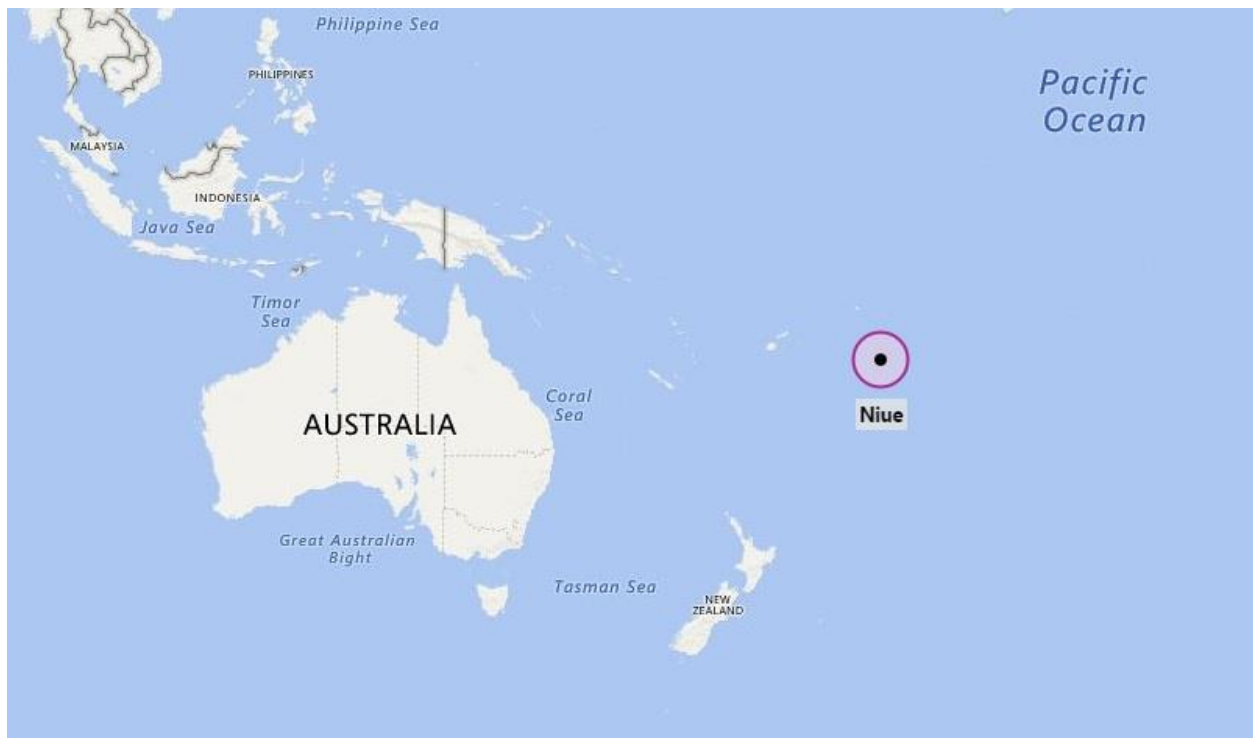 Philippine Sea
PHILIPPINES
Pacific
Ocean
MALAYSIA
INDONESIA
Java Sea
Timor
Sea
Coral
Sea
Niue
AUSTRALIA
Great Australian
Bight
Tasman Sea
NEW
ZEALAND